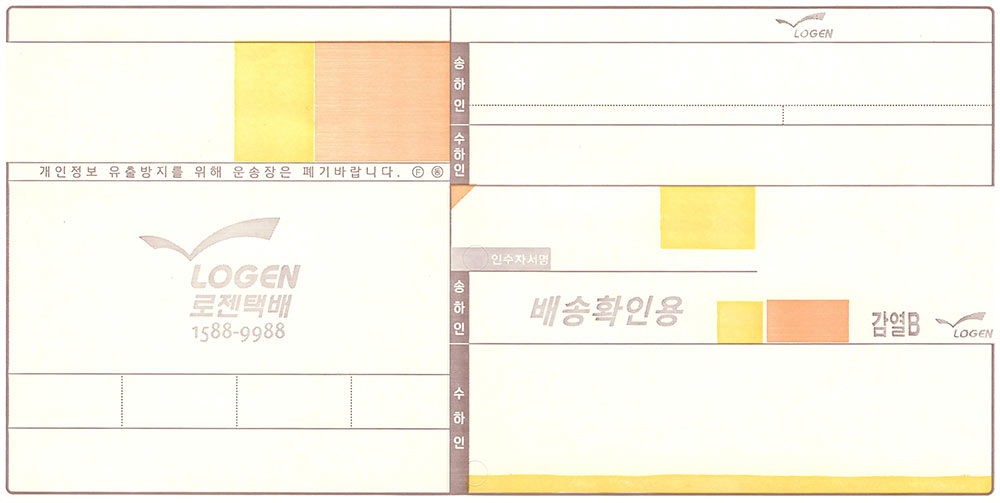 LOGEN
송하인
수하인
개인정보 유출방지를 위해 운송장은 폐기바랍니다. Ⓕ
LOGEN
로젠택배
1588-9988
인수자서명
송하인
배송확인용
감열B
LOGEN
수하인